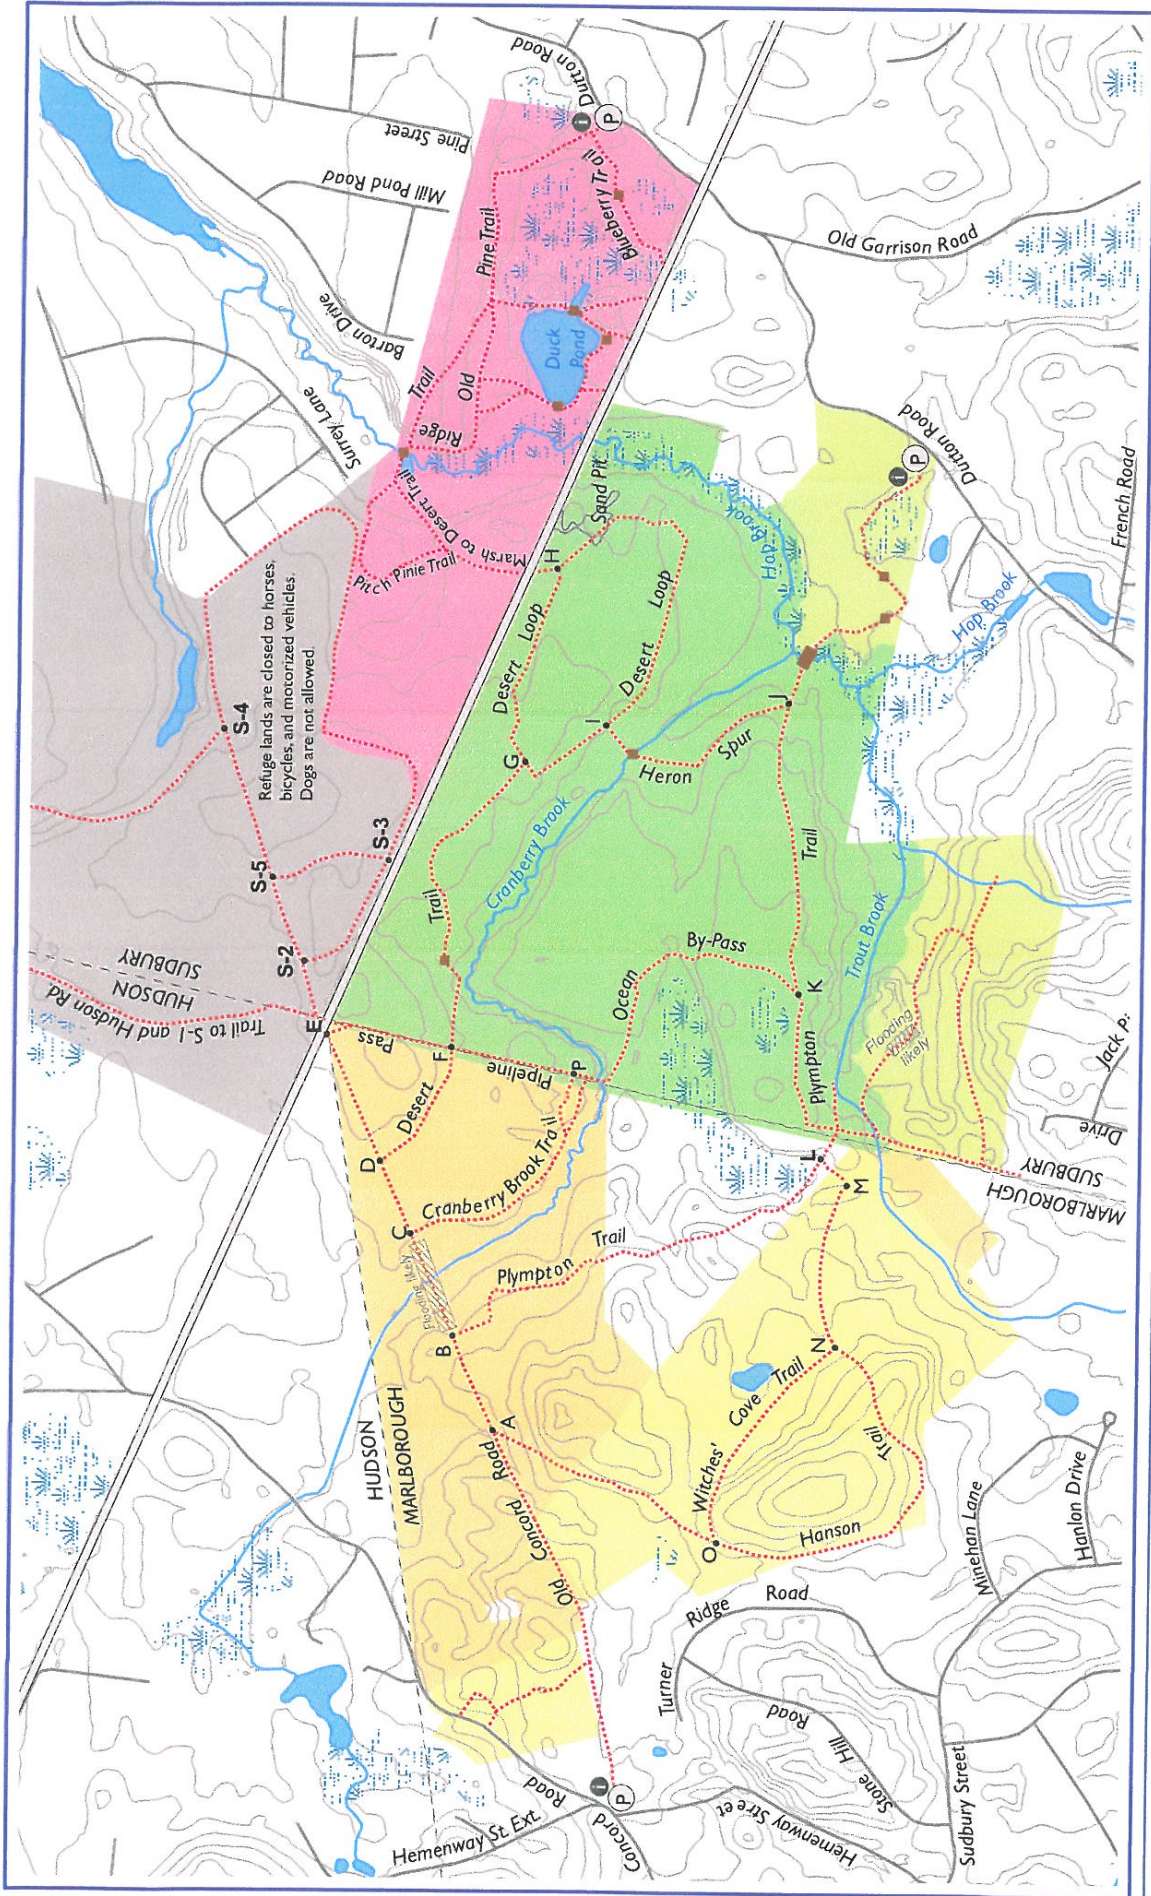 Dutton Road
i
P
Pine Street
Mill Pond Road
Barton Drive
Surrey Lane
Pine Trail
Blueberry Trail
Duck
Pond
Old
Trail
Ridge
Old Garrison Road
Marsh to Desert Trail
Pitch Pine Trail
Sand Pit
H
Desert Loop
Desert Loop
G
I
Hop Brook
Dutton Road
i
P
French Road
Hop Brook
Refuge lands are closed to horses,
bicycles, and motorized vehicles.
Dogs are not allowed.
S-4
S-5
S-3
S-2
SUDBURY
HUDSON
Trail to S-1 and Hudson Rd.
E
Heron Spur
J
Trail
Cranberry Brook
Trail
Ocean
By-Pass
K
Plympton
Trout Brook
Flooding
likely
Jack P:
Drive
SUDBURY
MARLBOROUGH
Pass
F
Pipeline
P
Desert
D
Cranberry Brook Trail
C
Flooding likely
B
Plympton
Trail
L
M
N
Witches'
Cove
Trail
Trail
Hanson
O
A
Old
Concord
Road
HUDSON
MARLBOROUGH
Minehan Lane
Hanlon Drive
Turner
Ridge
Road
Stone Hill
Road
Sudbury Street
Hemenway Street
Hemenway St. Ext.
Concord
Road
i
P